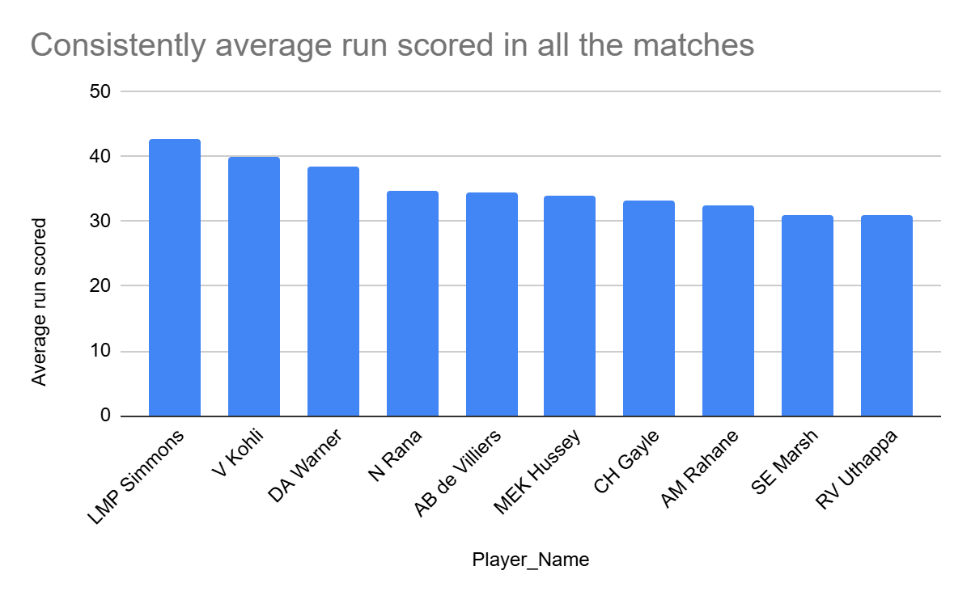 Consistently average run scored in all the matches
50
40
30
20
10
0
Average run scored
LMP Simmons
V Kohli
DA Warner
N Rana
AB de Villiers
MEK Hussey
CH Gayle
AM Rahane
SE Marsh
RV Uthappa
Player_Name